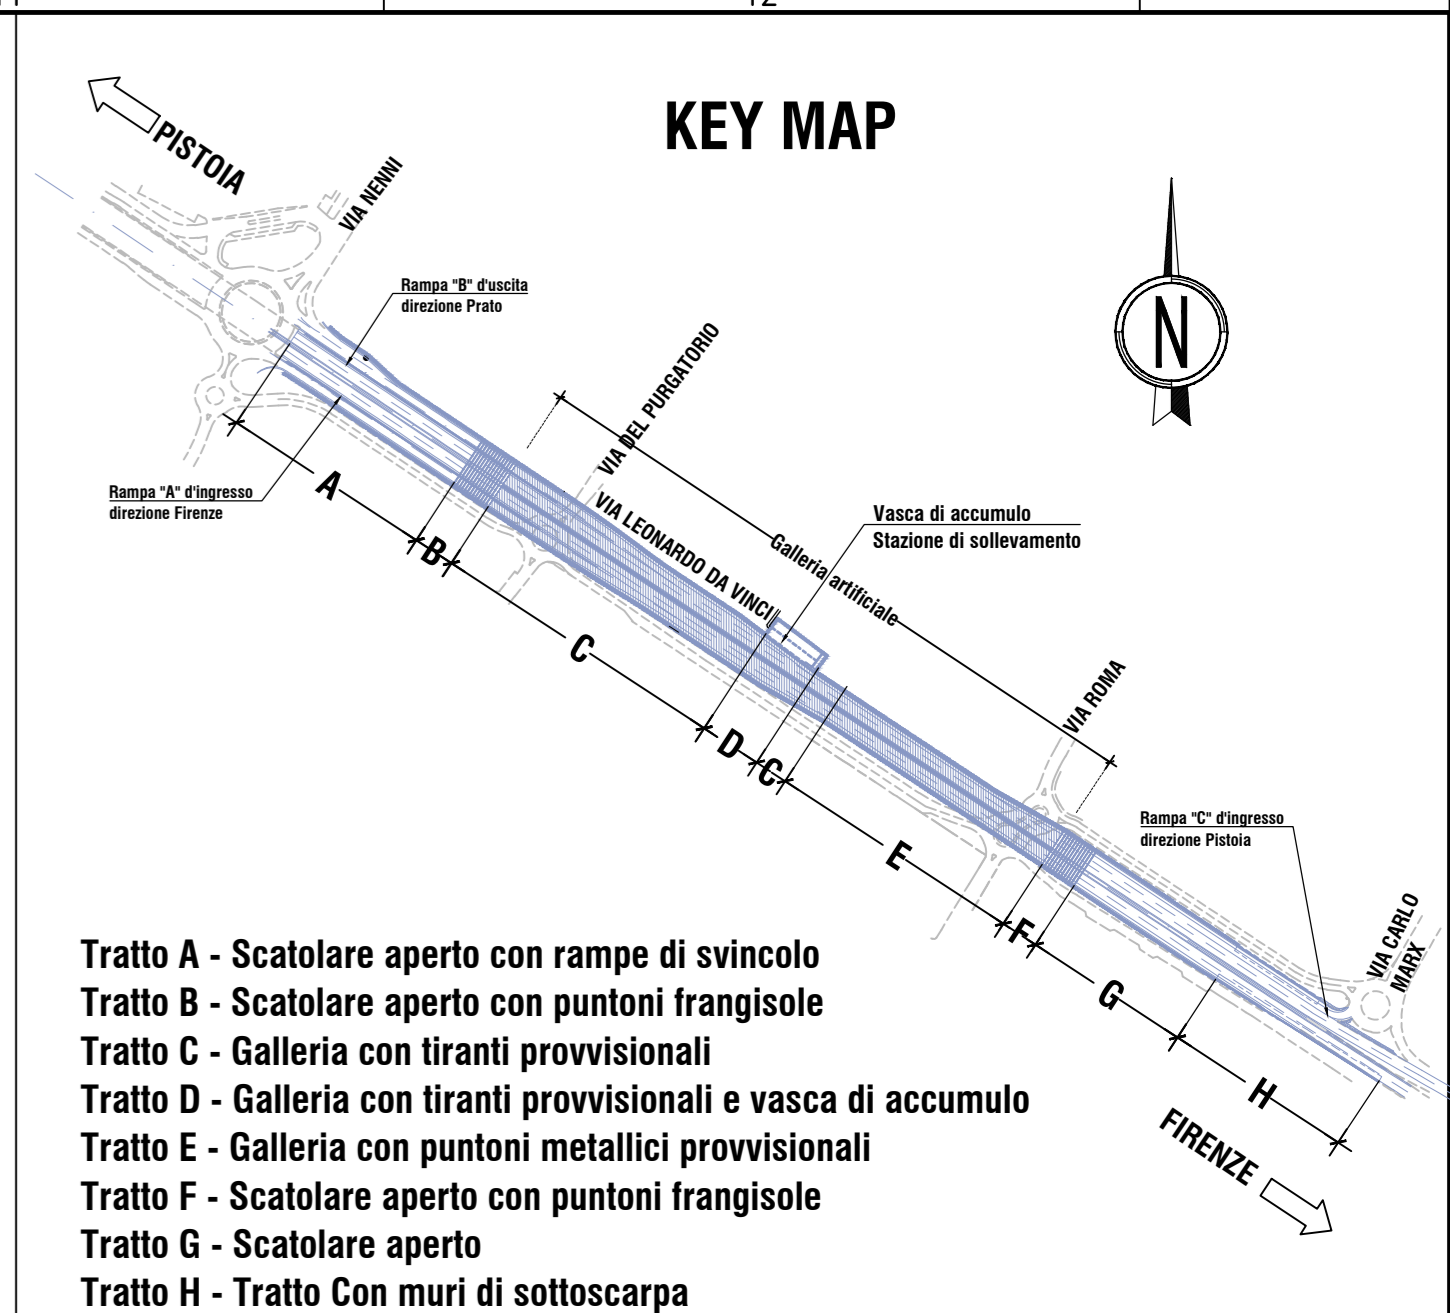 12
KEY MAP
PISTOIA
VIA NENNI
N
Rampa "B" d'uscita
direzione Prato
VIA DEL PURGATORIO
Rampa "A" d'ingresso
direzione Firenze
A
B
VIA LEONARDO DA VINCI
Galleria artificiale
Vasca di accumulo
Stazione di sollevamento
C
D
C
VIA ROMA
E
Rampa "C" d'ingresso
direzione Pistoia
F
G
VIA CARLO
MARX
H
FIRENZE
Tratto A - Scatolare aperto con rampe di svincolo
Tratto B - Scatolare aperto con puntoni frangisole
Tratto C - Galleria con tiranti provvisionali
Tratto D - Galleria con tiranti provvisionali e vasca di accumulo
Tratto E - Galleria con puntoni metallici provvisionali
Tratto F - Scatolare aperto con puntoni frangisole
Tratto G - Scatolare aperto
Tratto H - Tratto Con muri di sottoscarpa